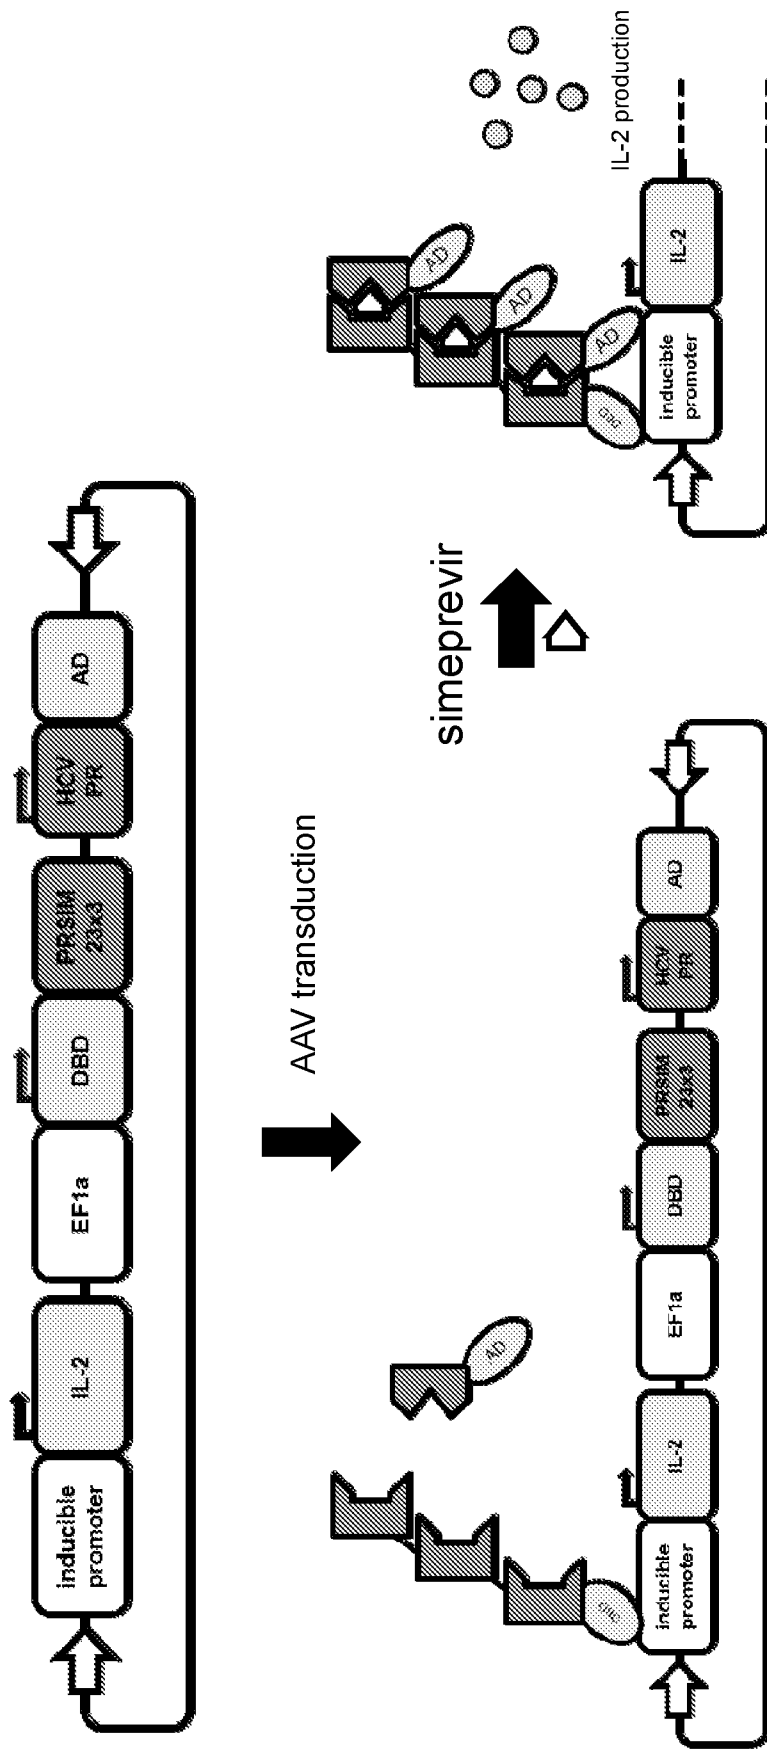 inducible
promoter
IL-2
EF1a
DBD
PRSIM
23x3
HCV
PR
AD
AAV transduction
AD
inducible
promoter
IL-2
EF1a
DBD
PRSIM
23x3
HCV
PR
AD
simeprevir
AD
AD
AD
inducible
promoter
IL-2
IL-2 production